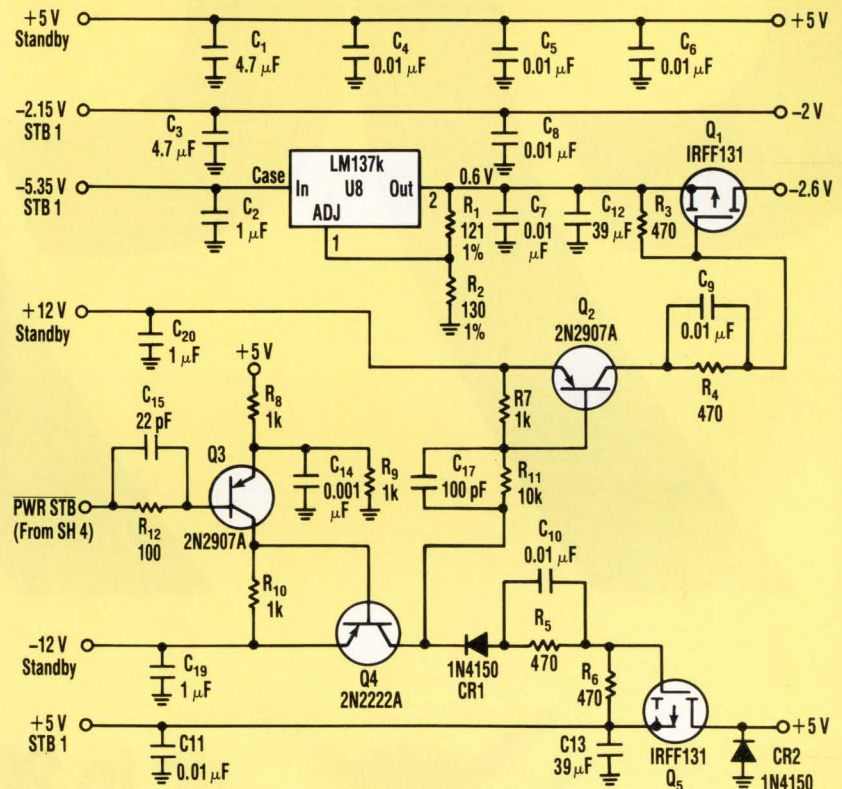 +5 V
Standby
C1
4.7 µF
C4
0.01 µF
C5
0.01 µF
C6
0.01 µF
+5 V
−2.15 V
STB 1
C3
4.7 µF
C8
0.01 µF
−2 V
Q1
IRFF131
−5.35 V
STB 1
C2
1 µF
Case
LM137k
In
U8
Out
ADJ
1
2
0.6 V
R1
121
1%
R2
130
1%
C7
0.01
µF
C12
39 µF
R3
470
−2.6 V
+12 V
Standby
C20
1 µF
Q2
2N2907A
C9
0.01 µF
R4
470
+5 V
R8
1k
R7
1k
C15
22 pF
Q3
C14
0.001
µF
R9
1k
C17
100 pF
R11
10k
PWR STB
(From SH 4)
R12
100
2N2907A
R10
1k
C10
0.01 µF
−12 V
Standby
C19
1 µF
Q4
2N2222A
1N4150
CR1
R5
470
R6
470
+5 V
STB 1
C11
0.01 µF
C13
39 µF
IRFF131
Q5
+5 V
CR2
1N4150